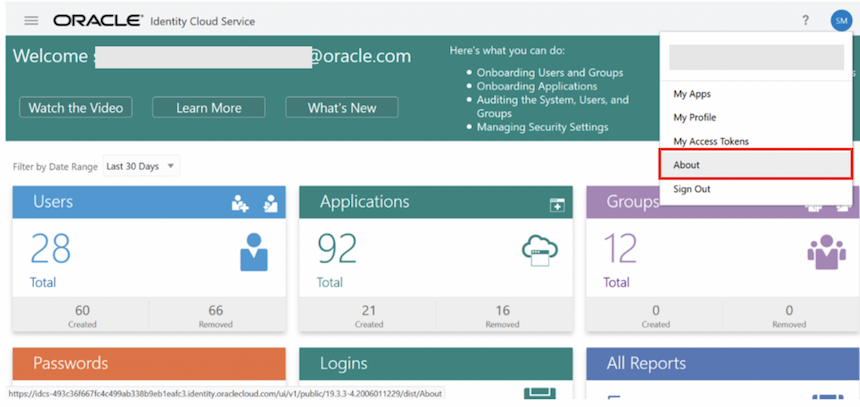 ORACLE® Identity Cloud Service
?
SM
Welcome s @oracle.com
Watch the Video
Learn More
What's New
Here's what you can do:
• Onboarding Users and Groups
• Onboarding Applications
• Auditing the System, Users, and
Groups
• Managing Security Settings
My Apps
My Profile
My Access Tokens
About
Sign Out
Filter by Date Range Last 30 Days
Users
28
Total
60
Created
66
Removed
Applications
92
Total
21
Created
16
Removed
Groups
12
Total
0
Created
0
Removed
Passwords
Logins
All Reports
https://idcs-493c36f667fc4c499ab338b9eb1eafc3.identity.oraclecloud.com/ui/v1/public/19.3.3-4.2006011229/dist/About